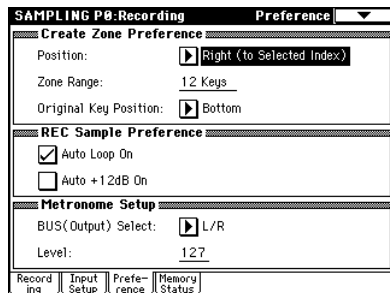 SAMPLING P0:Recording Preference
Create Zone Preference
Position: Right (to Selected Index)
Zone Range: 12 Keys
Original Key Position: Bottom
REC Sample Preference
Auto Loop On
Auto +12dB On
Metronome Setup
BUS(Output) Select: L/R
Level: 127
Record Input Prefe- Memory
ing Setup rence Status